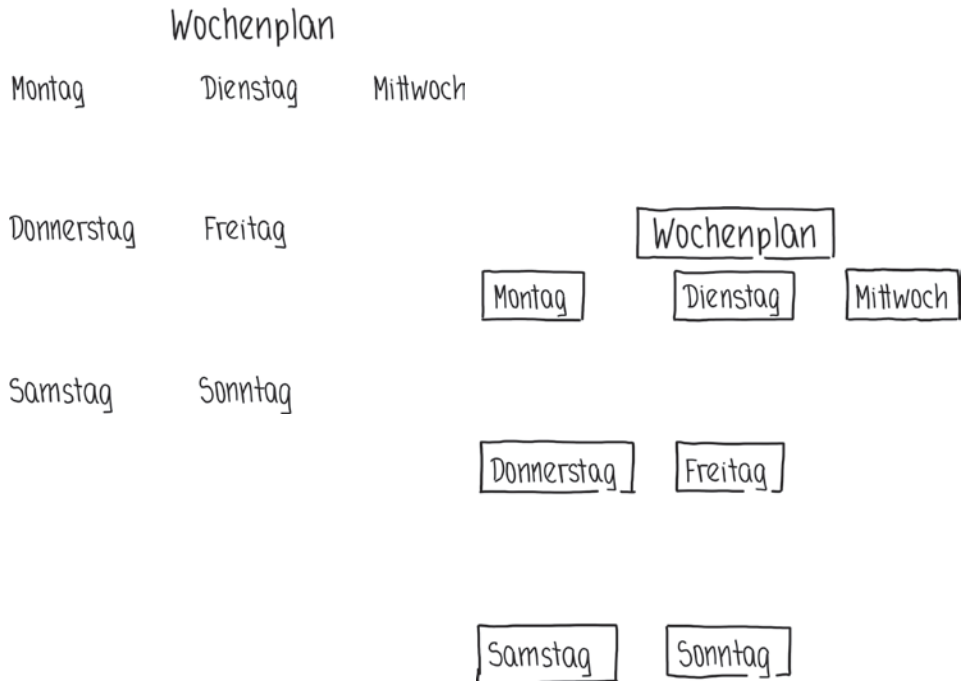 Wochenplan
Montag Dienstag Mittwoch
Donnerstag Freitag
Samstag Sonntag
Wochenplan
Montag Dienstag Mittwoch
Donnerstag Freitag
Samstag Sonntag